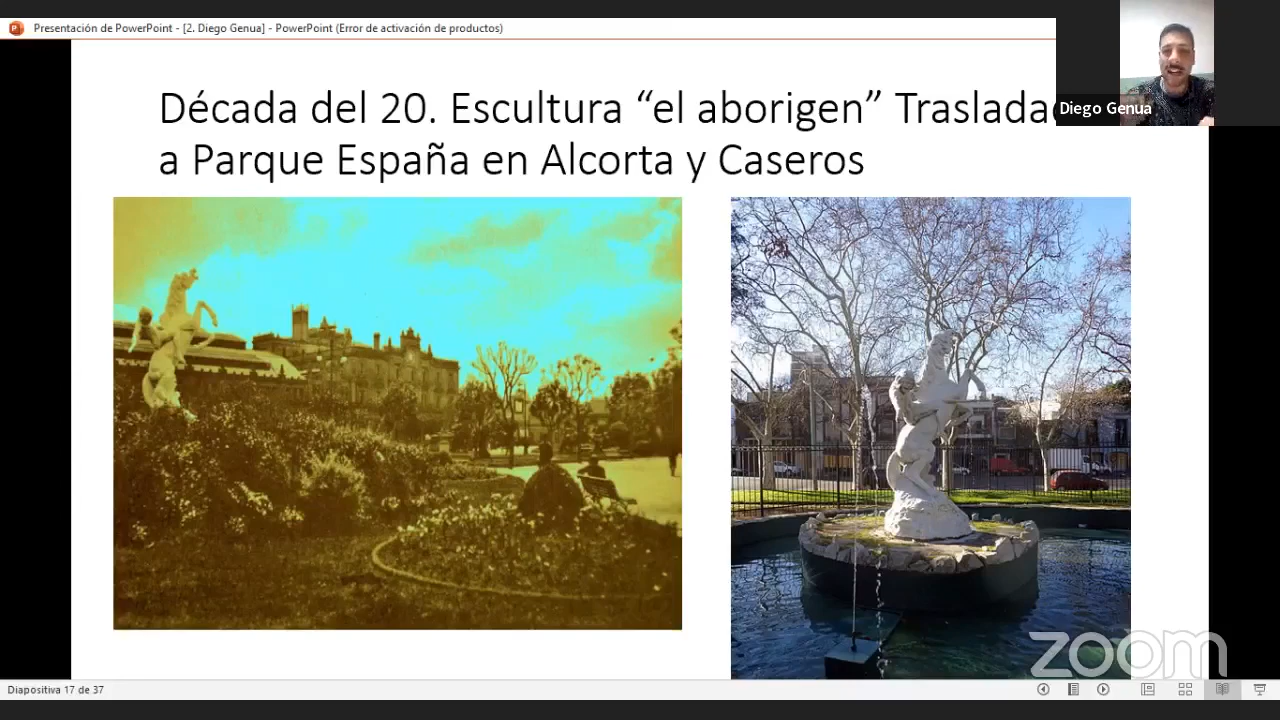 Presentación de PowerPoint - [2. Diego Genua] - PowerPoint (Error de activación de productos)
Diego Genua
Década del 20. Escultura “el aborigen”
a Parque España en Alcorta y Caseros
zoom
Diapositiva 17 de 37